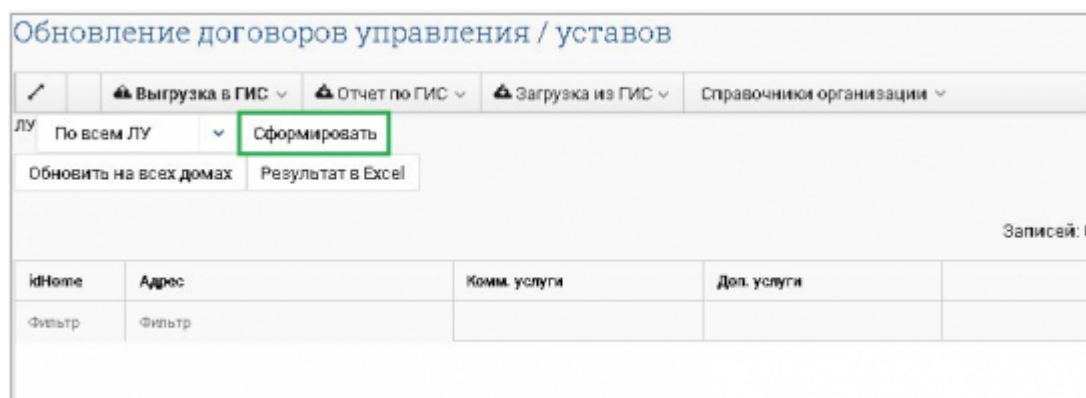 Обновление договоров управления / уставов
Выгрузка в ГИС Отчет по ГИС Загрузка из ГИС Справочники организации
ЛУ По всем ЛУ Сформировать
Обновить на всех домах Результат в Excel
Записей:
idHome Адрес Комм. услуги Доп. услуги
Фильтр Фильтр